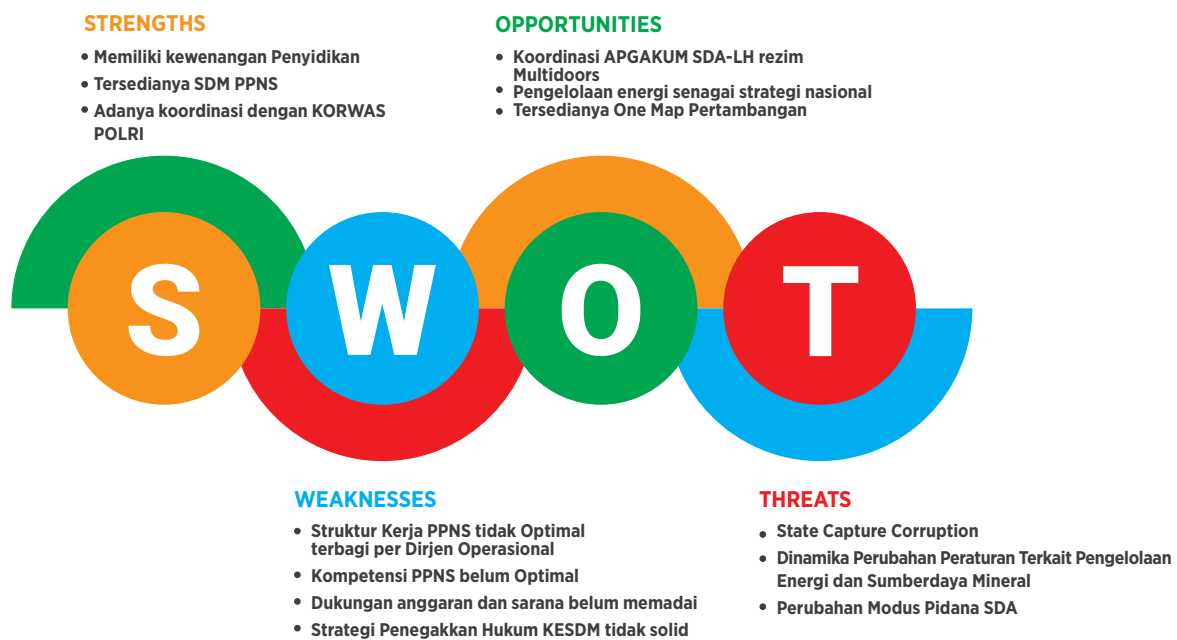 STRENGTHS
• Memiliki kewenangan Penyidikan
• Tersedianya SDM PPNS
• Adanya koordinasi dengan KORWAS
POLRI
OPPORTUNITIES
• Koordinasi APGAKUM SDA-LH rezim
Multidoors
• Pengelolaan energi senagai strategi nasional
• Tersedianya One Map Pertambangan
S
W
O
T
WEAKNESSES
• Struktur Kerja PPNS tidak Optimal
terbagi per Dirjen Operasional
• Kompetensi PPNS belum Optimal
• Dukungan anggaran dan sarana belum memadai
• Strategi Penegakkan Hukum KESDM tidak solid
THREATS
• State Capture Corruption
• Dinamika Perubahan Peraturan Terkait Pengelolaan
Energi dan Sumberdaya Mineral
• Perubahan Modus Pidana SDA